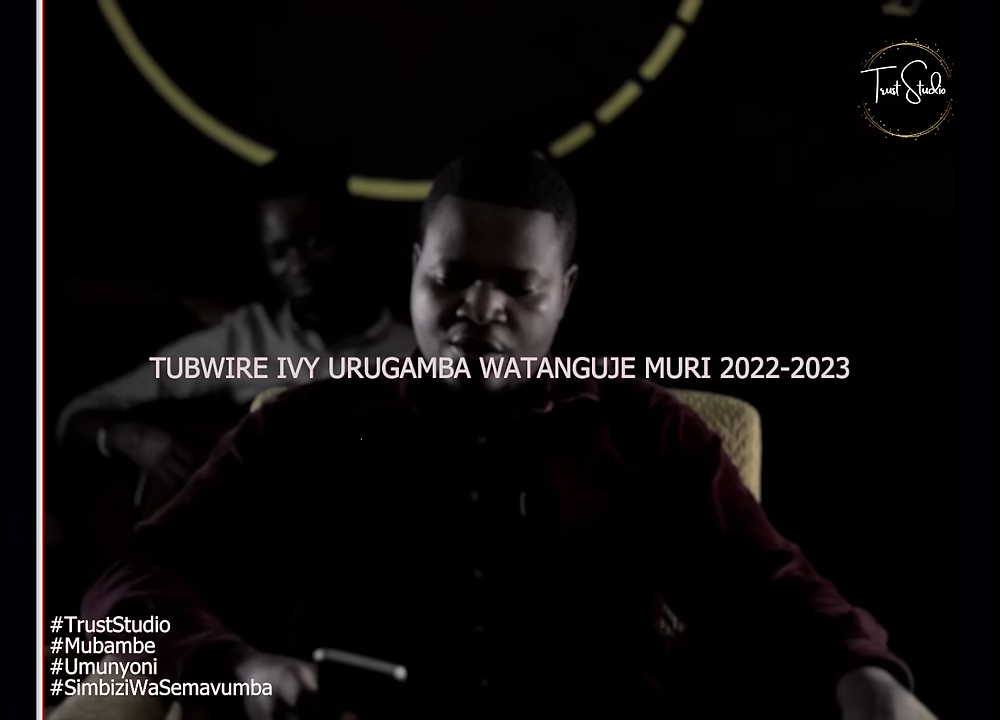 Trust Studio
TUBWIRE IVY URUGAMBA WATANGUJE MURI 2022-2023
#TrustStudio
#Mubambe
#Umunyoni
#SimbiziWaSemavumba